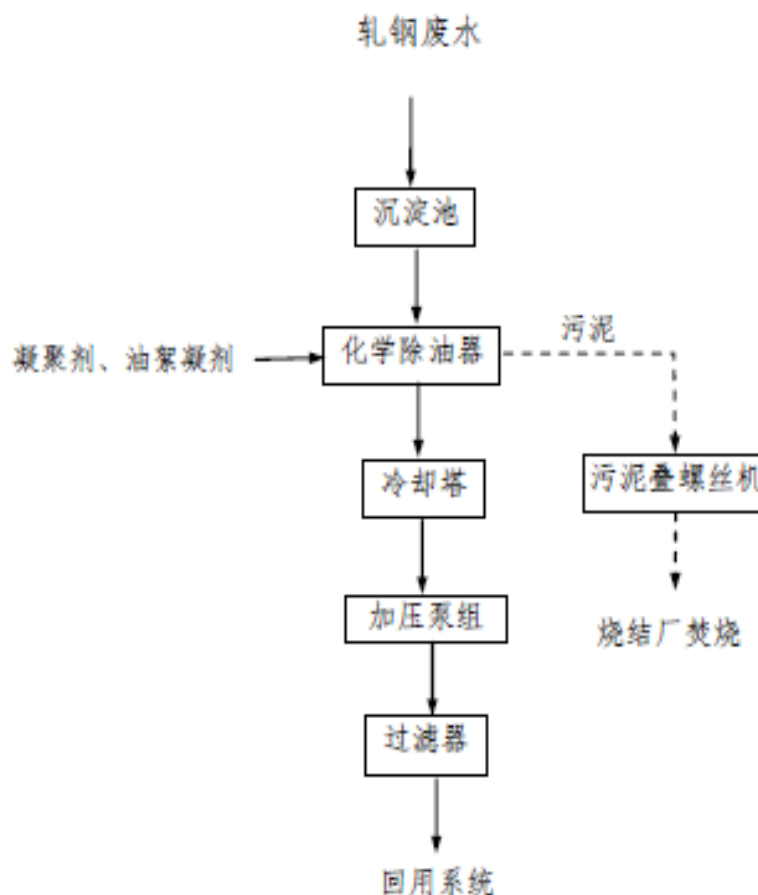 轧钢废水
沉淀池
凝聚剂、油絮凝剂
化学除油器
污泥
冷却塔
污泥叠螺丝机
加压泵组
烧结厂焚烧
过滤器
回用系统